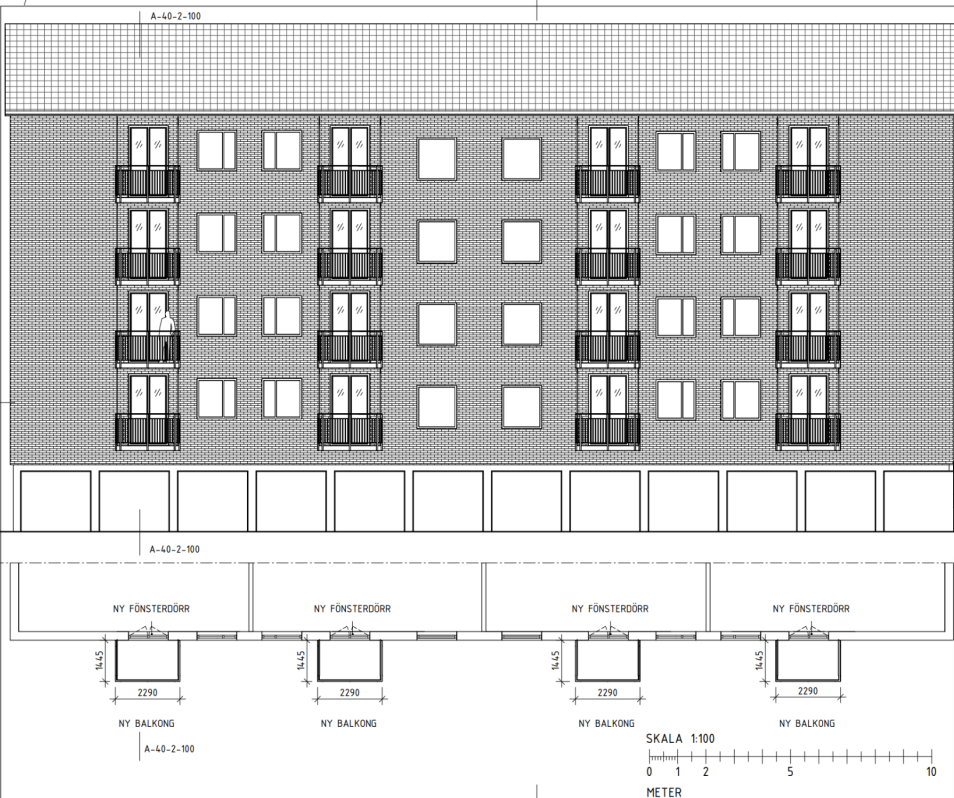 A-40-2-100
A-40-2-100
NY FÖNSTERDÖRR
NY FÖNSTERDÖRR
NY FÖNSTERDÖRR
NY FÖNSTERDÖRR
1445
1445
1445
1445
2290
2290
2290
2290
NY BALKONG
NY BALKONG
NY BALKONG
NY BALKONG
A-40-2-100
SKALA 1:100
0 1 2 5 10
METER